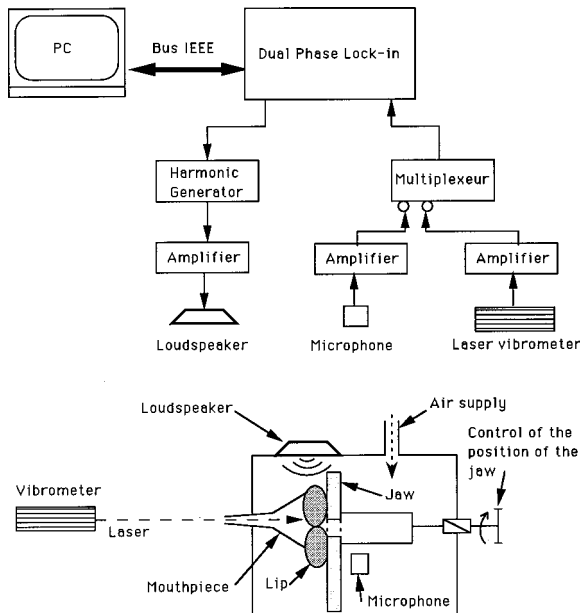 PC
Bus IEEE
Dual Phase Lock-in
Harmonic
Generator
Multiplexeur
Amplifier
Amplifier
Amplifier
Loudspeaker
Microphone
Laser vibrometer
Loudspeaker
Air supply
Control of the
position of the
jaw
Jaw
Vibrometer
Laser
Mouthpiece
Lip
Microphone